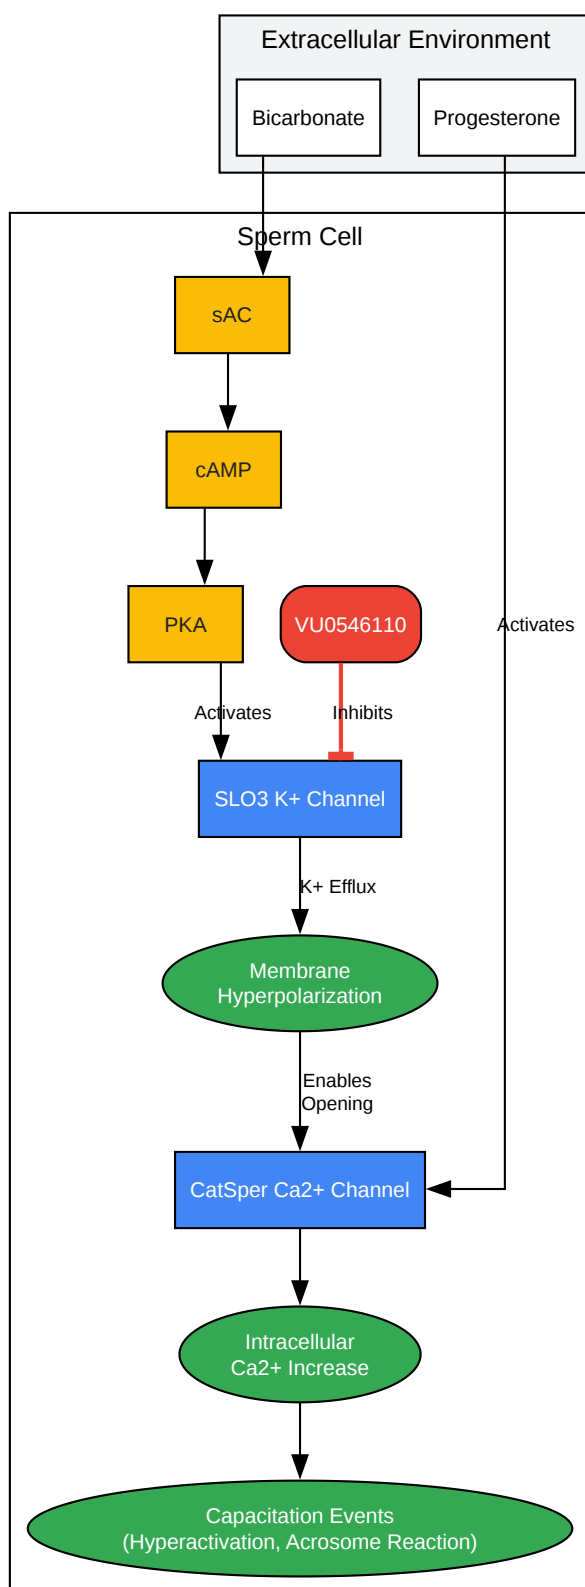 Extracellular Environment
Bicarbonate
Progesterone
Sperm Cell
sAC
cAMP
PKA
VU0546110
Activates
Activates
Inhibits
SLO3 K+ Channel
K+ Efflux
Membrane
Hyperpolarization
Enables
Opening
CatSper Ca2+ Channel
Intracellular
Ca2+ Increase
Capacitation Events
(Hyperactivation, Acrosome Reaction)